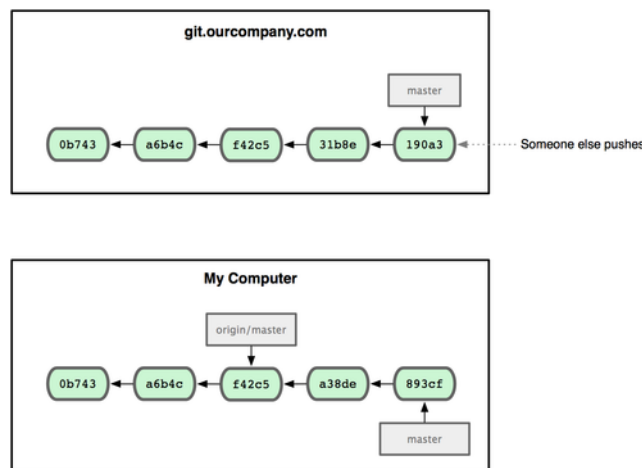 git.ourcompany.com
master
0b743 a6b4c f42c5 31b8e 190a3 Someone else pushes
My Computer
origin/master
0b743 a6b4c f42c5 a38de 893cf
master